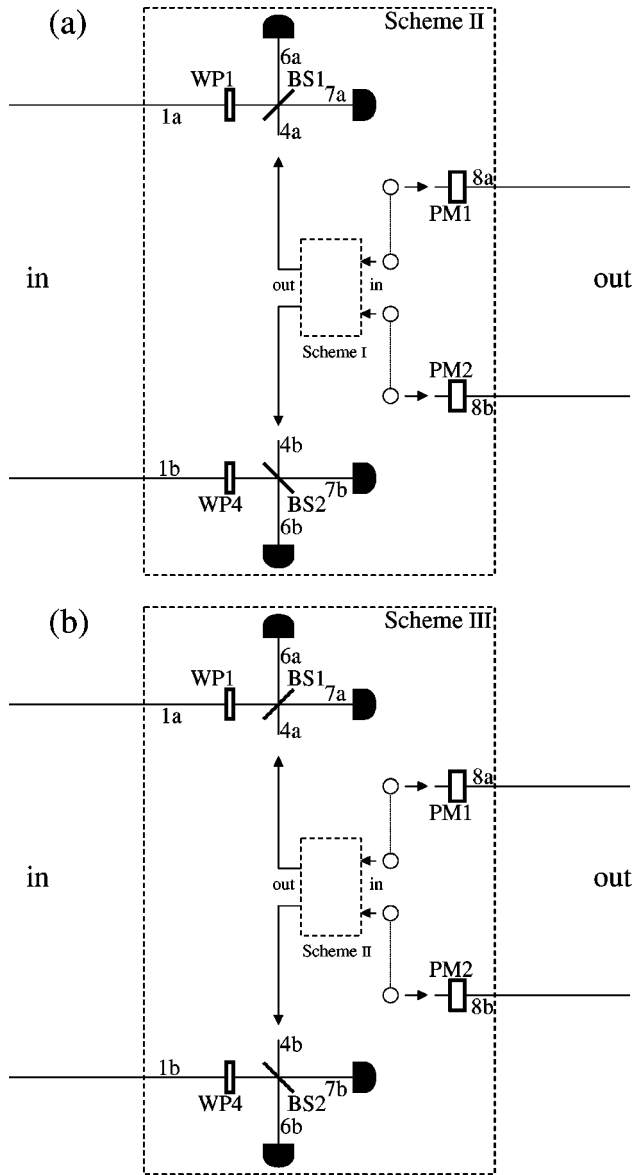 (a)
Scheme II
6a
WP1
BS1
7a
1a
4a
8a
PM1
in
out
in
out
Scheme I
PM2
8b
4b
1b
7b
WP4
BS2
6b
(b)
Scheme III
6a
WP1
BS1
7a
1a
4a
8a
PM1
in
out
in
out
Scheme II
PM2
8b
4b
1b
7b
WP4
BS2
6b